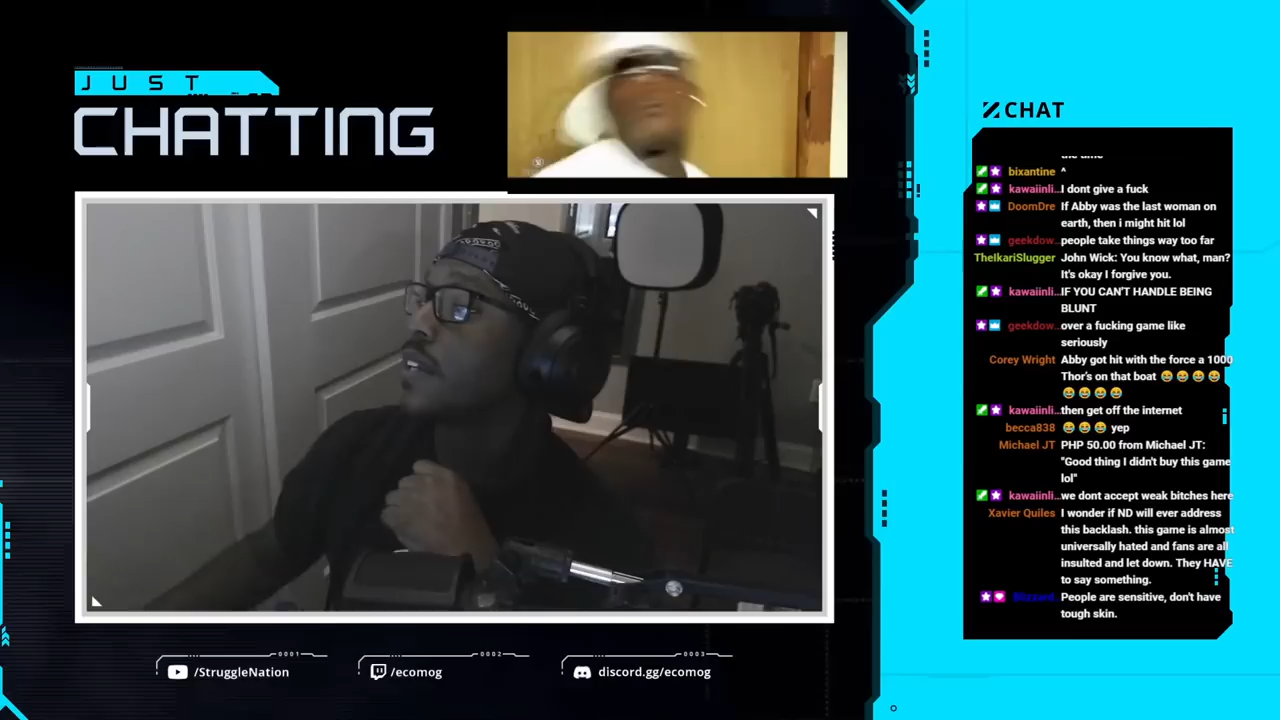 JUST
CHATTING
CHAT
bixantine ^
kawaiinli... I dont give a fuck
DoomDre If Abby was the last woman on
earth, then i might hit lol
geekdow... people take things way too far
TheIkariSlugger John Wick: You know what, man?
It's okay I forgive you.
kawaiinli... IF YOU CAN'T HANDLE BEING
BLUNT
geekdow... over a fucking game like
seriously
Corey Wright Abby got hit with the force a 1000
Thor's on that boat 😂 😂 😂 😂
😂 😂 😂 😂
kawaiinli... then get off the internet
becca838 😂 😂 😂 yep
Michael JT PHP 50.00 from Michael JT:
"Good thing I didn't buy this game
lol"
kawaiinli... we dont accept weak bitches here
Xavier Quiles I wonder if ND will ever address
this backlash. this game is almost
universally hated and fans are all
insulted and let down. They HAVE
to say something.
People are sensitive, don't have
tough skin.
0001
/StruggleNation
0002
/ecomog
0003
discord.gg/ecomog